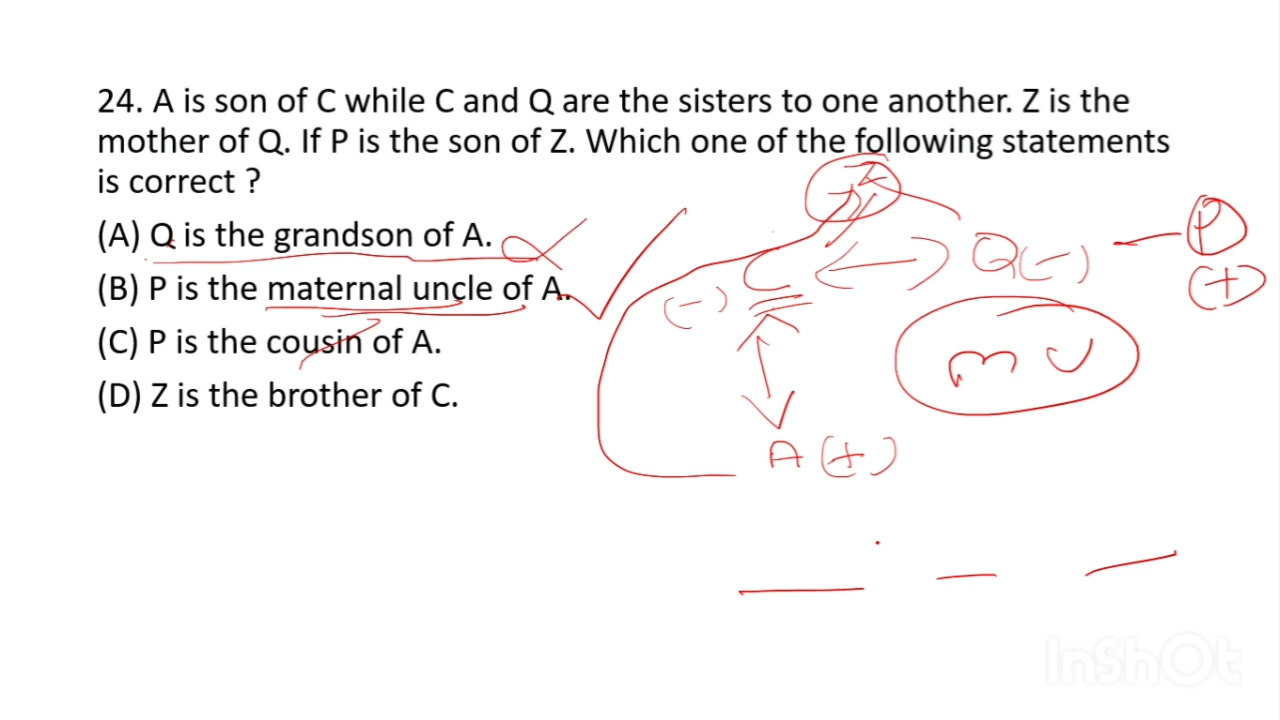 24. A is son of C while C and Q are the sisters to one another. Z is the
mother of Q. If P is the son of Z. Which one of the following statements
is correct ?
(A) Q is the grandson of A.
(B) P is the maternal uncle of A.
(C) P is the cousin of A.
(D) Z is the brother of C.
Z
C Q (-) P
(-) (+)
m U
A (+)
InShOt